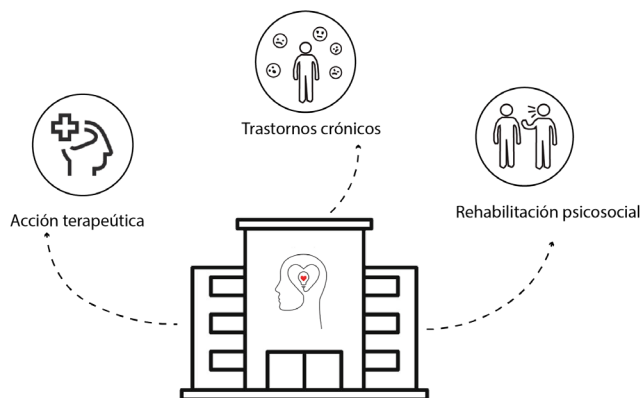 Trastornos crónicos
Acción terapeútica
Rehabilitación psicosocial